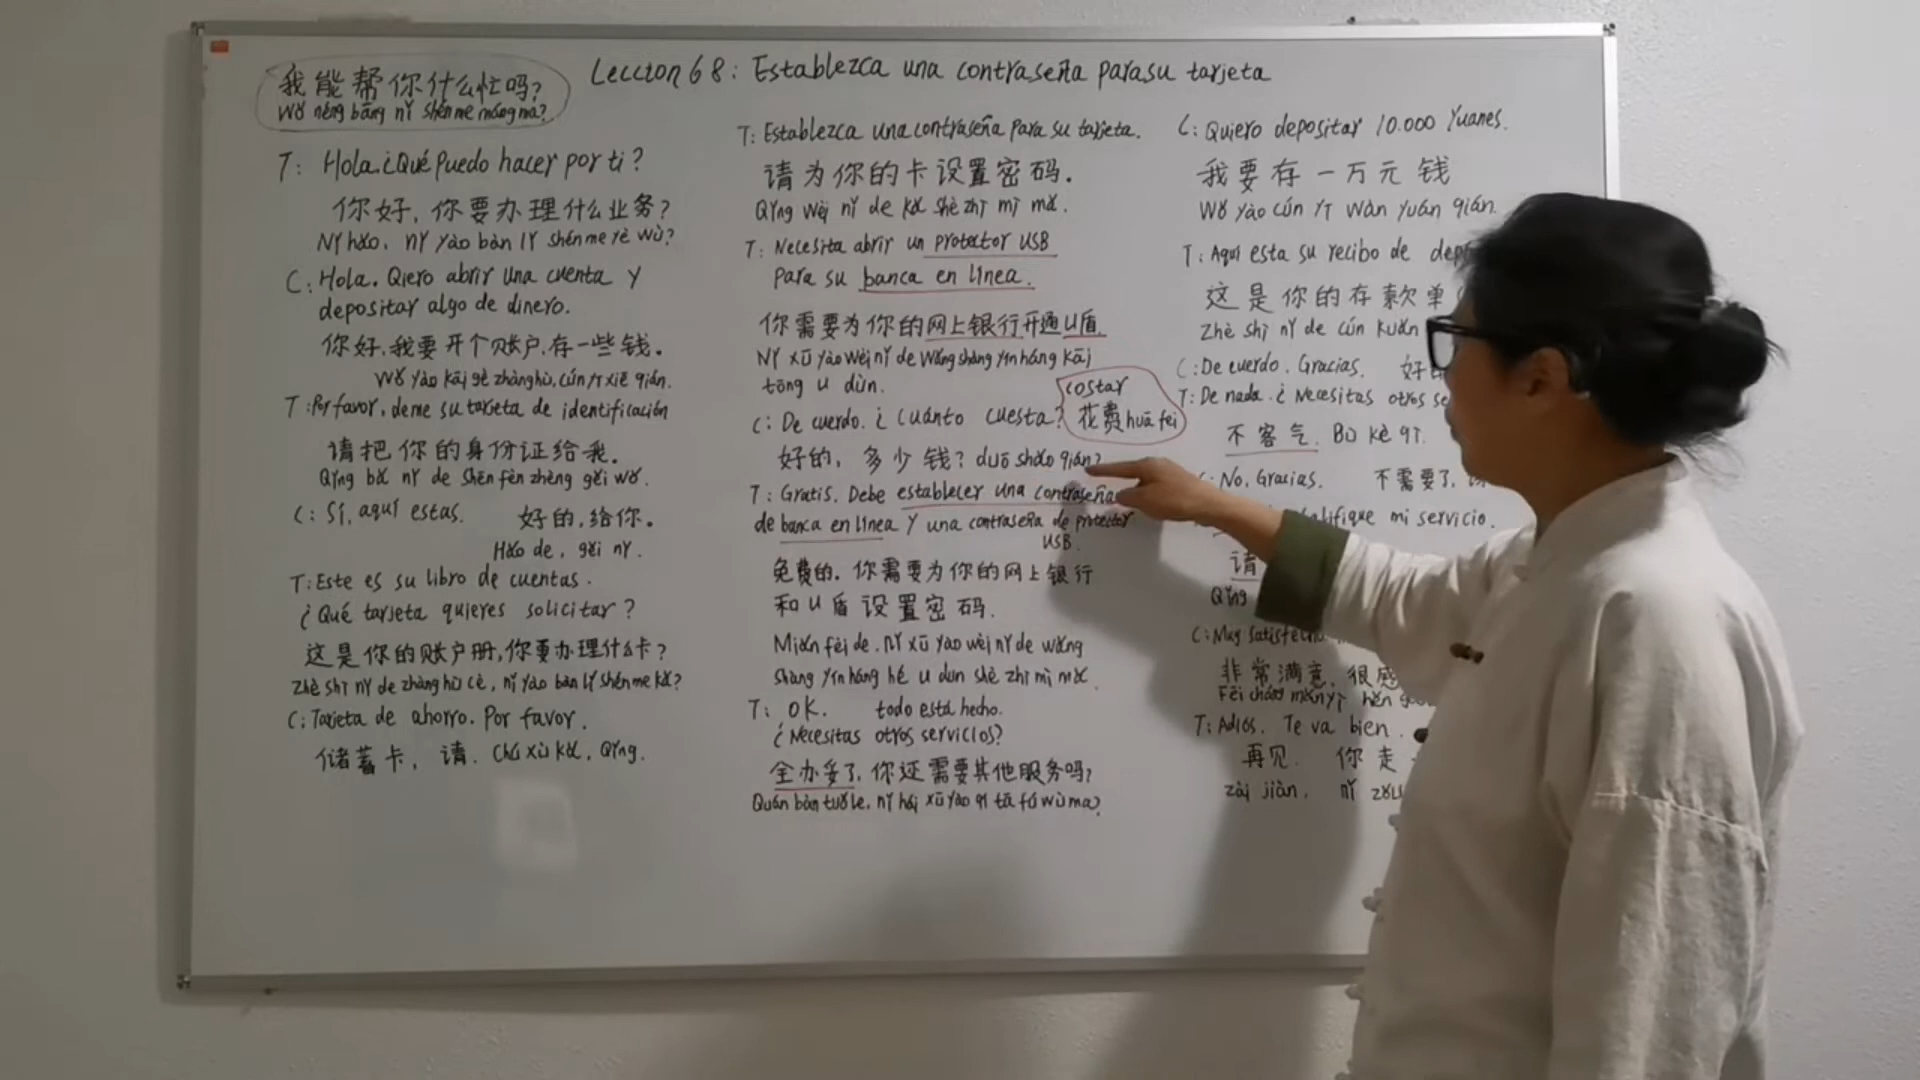 我能帮你什么忙吗?
Wǒ néng bāng nǐ shén me máng ma?
Leccion 68: Establezca una contraseña para su tarjeta
T: Hola.¿Qué puedo hacer por ti?
你好,你要办理什么业务?
Nǐ hǎo, nǐ yào bàn lǐ shén me yè wù?
C: Hola. Qiero abrir una cuenta y
depositar algo de dinero.
你好,我要开个账户,存一些钱。
Wǒ yào kāi gè zhàng hù, cún yī xiē qián.
T: Por favor, deme su tarjeta de identificación
请把你的身份证给我。
Qǐng bǎ nǐ de shēn fèn zhèng gěi wǒ.
C: Sí, aquí estas. 好的,给你。
Hǎo de, gěi nǐ.
T: Este es su libro de cuentas.
¿Qué tarjeta quieres solicitar?
这是你的账户册,你要办理什么卡?
Zhè shì nǐ de zhàng hù cè, nǐ yào bàn lǐ shén me kǎ?
C: Tarjeta de ahorro. Por favor.
储蓄卡,请. Chú xù kǎ, Qǐng.
T: Establezca una contraseña para su tarjeta.
请为你的卡设置密码.
Qǐng wèi nǐ de kǎ shè zhì mì mǎ.
T: Necesita abrir un protector USB
para su banca en línea.
你需要为你的网上银行开通U盾.
Nǐ xū yào wèi nǐ de wǎng shàng yín háng kāi
tōng U dùn.
C: De cuerdo. ¿cuánto cuesta?
costar
花费 huā fèi
好的, 多少钱? duō shǎo qián?
T: Gratis. Debe establecer una contraseña
de banca en línea y una contraseña de protector
USB.
免费的. 你需要为你的网上银行
和U盾设置密码.
Miǎn fèi de. Nǐ xū yào wèi nǐ de wǎng
shàng yín háng hé U dùn shè zhì mì mǎ.
T: OK. todo está hecho.
¿Necesitas otros servicios?
全办妥了,你还需要其他服务吗?
Quán bàn tuǒ le, nǐ hái xū yào qí tā fú wù ma?
C: Quiero depositar 10.000 Yuanes.
我要存一万元钱
Wǒ yào cún yī wàn yuán qián.
T: Aquí esta su recibo de
这是你的存款单
Zhè shì nǐ de cún kuǎn
C: De cuerdo. Gracias. 好
T: De nada. ¿Necesitas otros
不客气. Bù kè qì.
No, Gracias. 不需要了,
mi servicio.
请
Qǐng
C: Muy
非常满意,很感
Fēi cháng mǎn yì hěn
T: Adiós. Te va bien.
再见. 你走
zài jiàn. nǐ